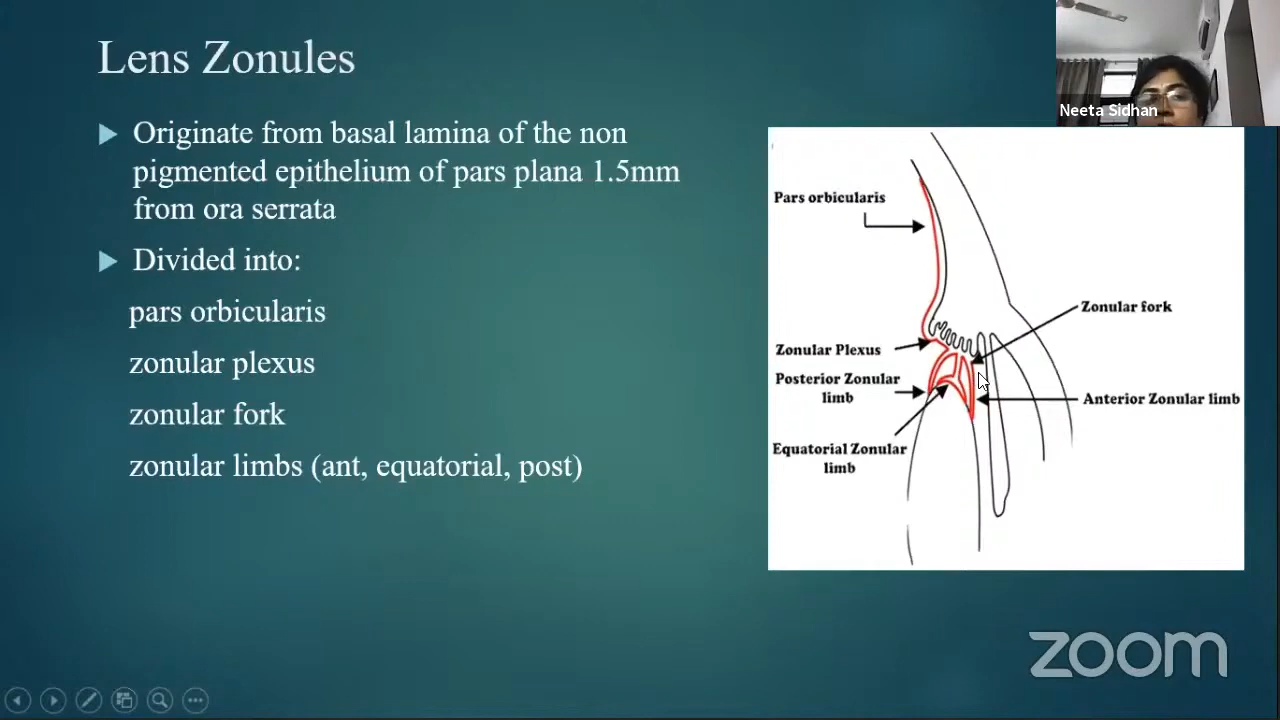 Lens Zonules
Originate from basal lamina of the non
pigmented epithelium of pars plana 1.5mm
from ora serrata
Divided into:
pars orbicularis
zonular plexus
zonular fork
zonular limbs (ant, equatorial, post)
Neeta Sidhan
Pars orbicularis
Zonular fork
Zonular Plexus
Posterior Zonular
limb
Anterior Zonular limb
Equatorial Zonular
limb
zoom